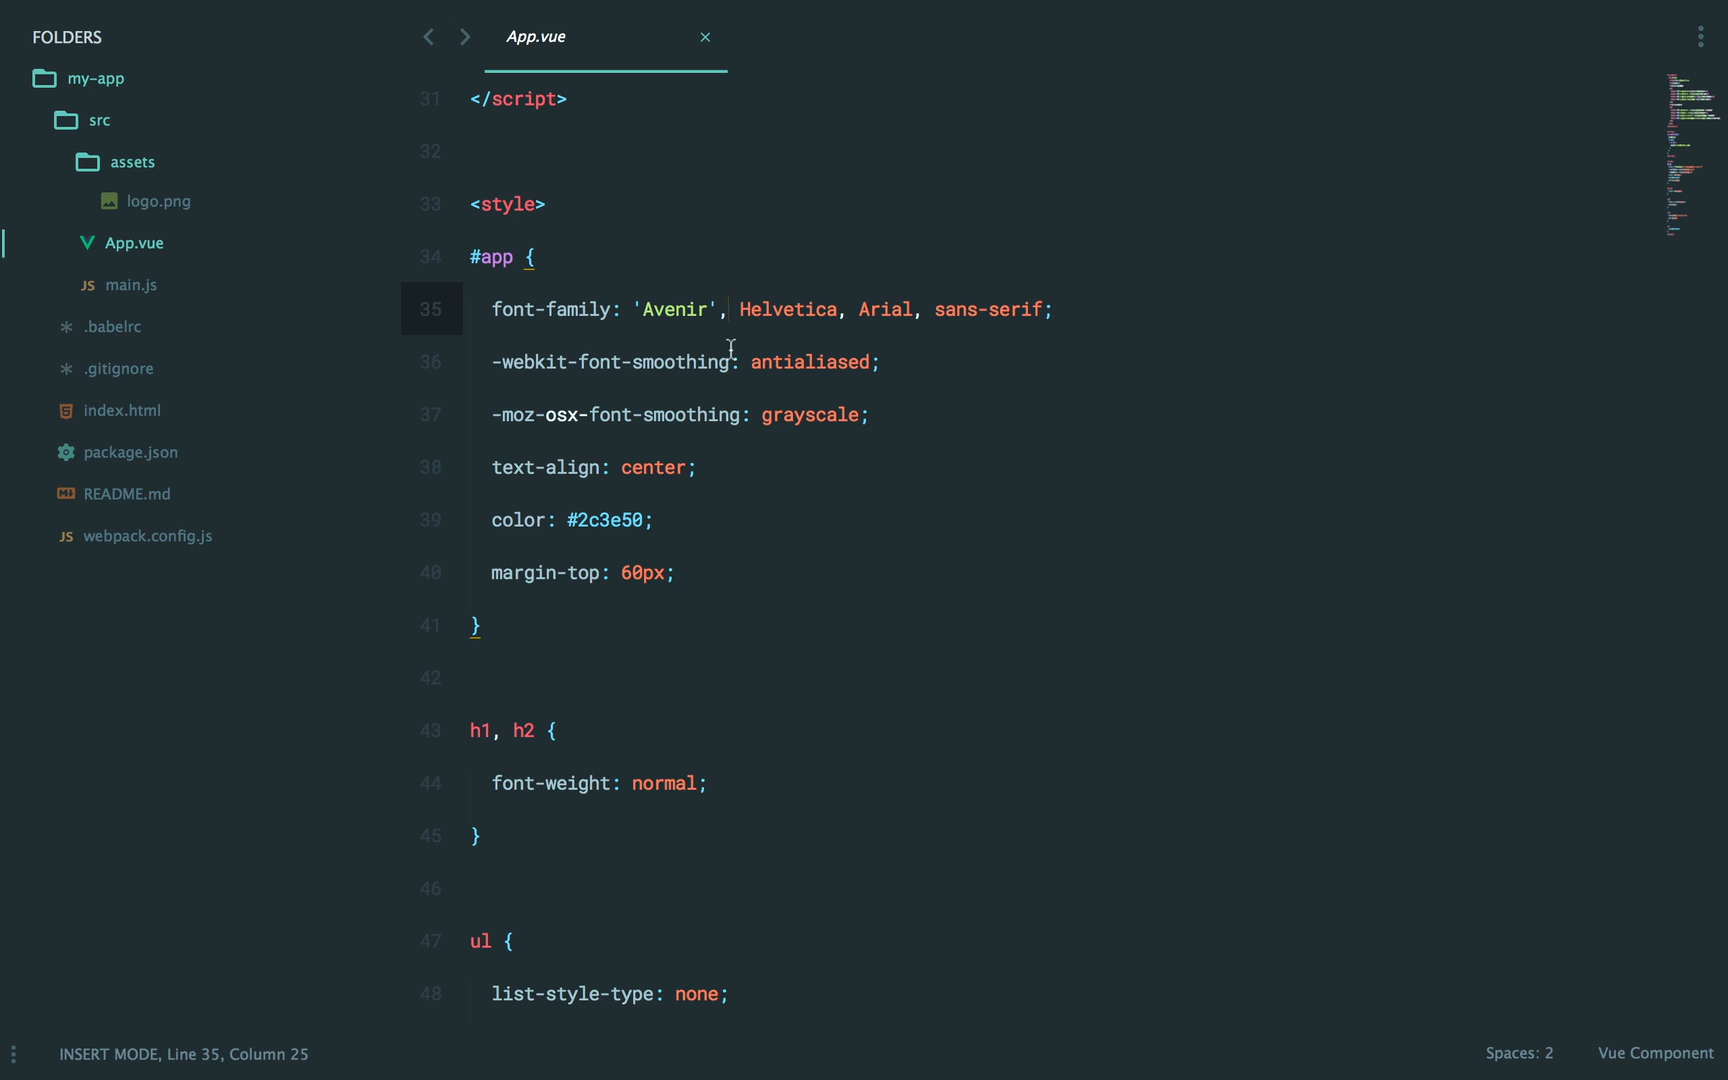 FOLDERS
my-app
src
assets
logo.png
App.vue
main.js
.babelrc
.gitignore
index.html
package.json
README.md
JS webpack.config.js
App.vue
31 </script>
32
33 <style>
34 #app {
35 font-family: 'Avenir', Helvetica, Arial, sans-serif;
36 -webkit-font-smoothing: antialiased;
37 -moz-osx-font-smoothing: grayscale;
38 text-align: center;
39 color: #2c3e50;
40 margin-top: 60px;
41 }
42
43 h1, h2 {
44 font-weight: normal;
45 }
46
47 ul {
48 list-style-type: none;
INSERT MODE, Line 35, Column 25
Spaces: 2
Vue Component